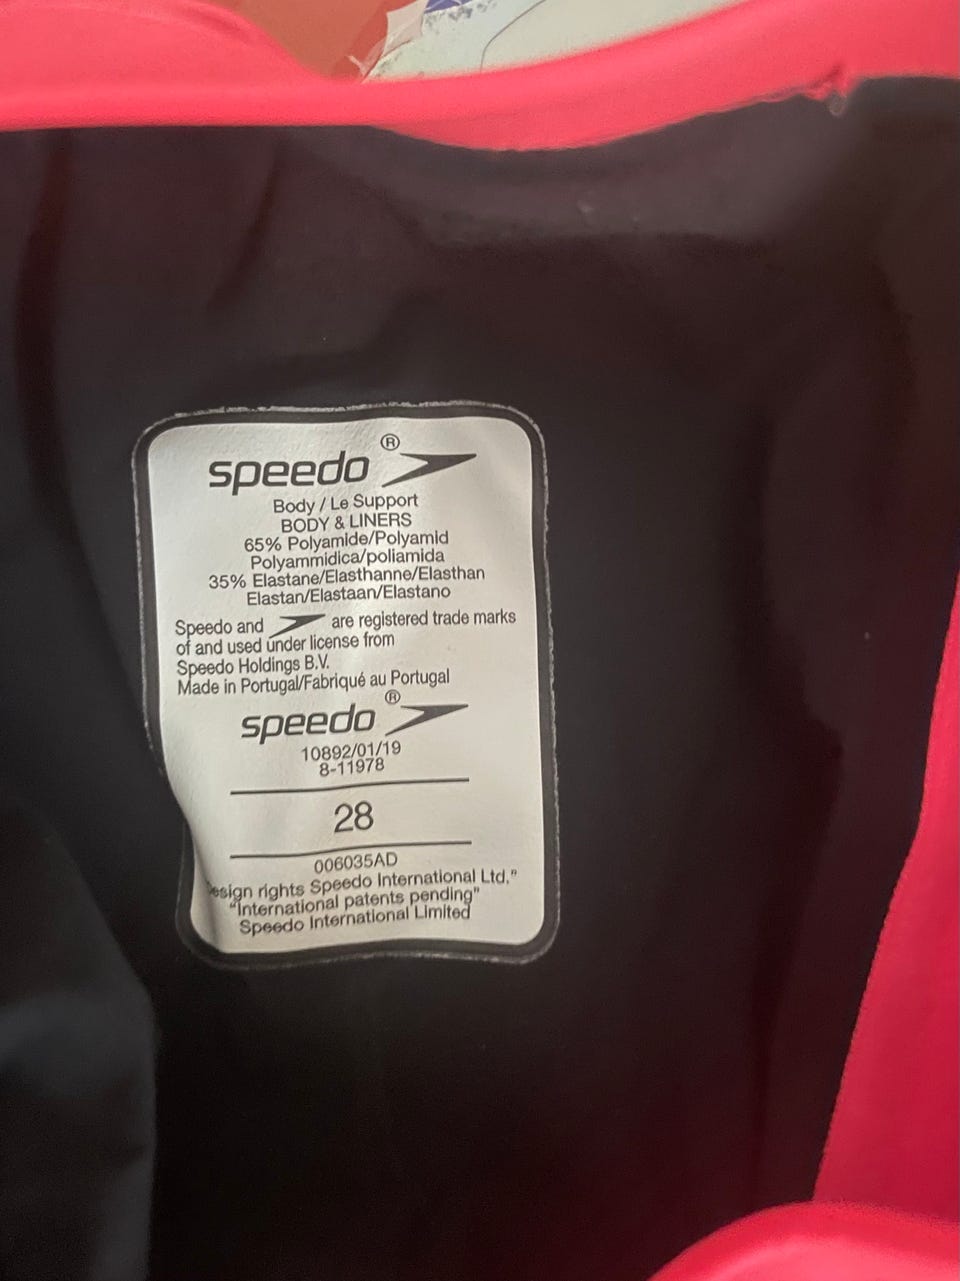 speedo ®
Body / Le Support
BODY & LINERS
65% Polyamide/Polyamid
Polyammidica/poliamida
35% Elastane/Elasthanne/Elasthan
Elastan/Elastaan/Elastano
Speedo and are registered trade marks
of and used under license from
Speedo Holdings B.V.
Made in Portugal/Fabriqué au Portugal
speedo ®
10892/01/19
8-11978
28
006035AD
esign rights Speedo International Ltd."
"International patents pending"
Speedo International Limited